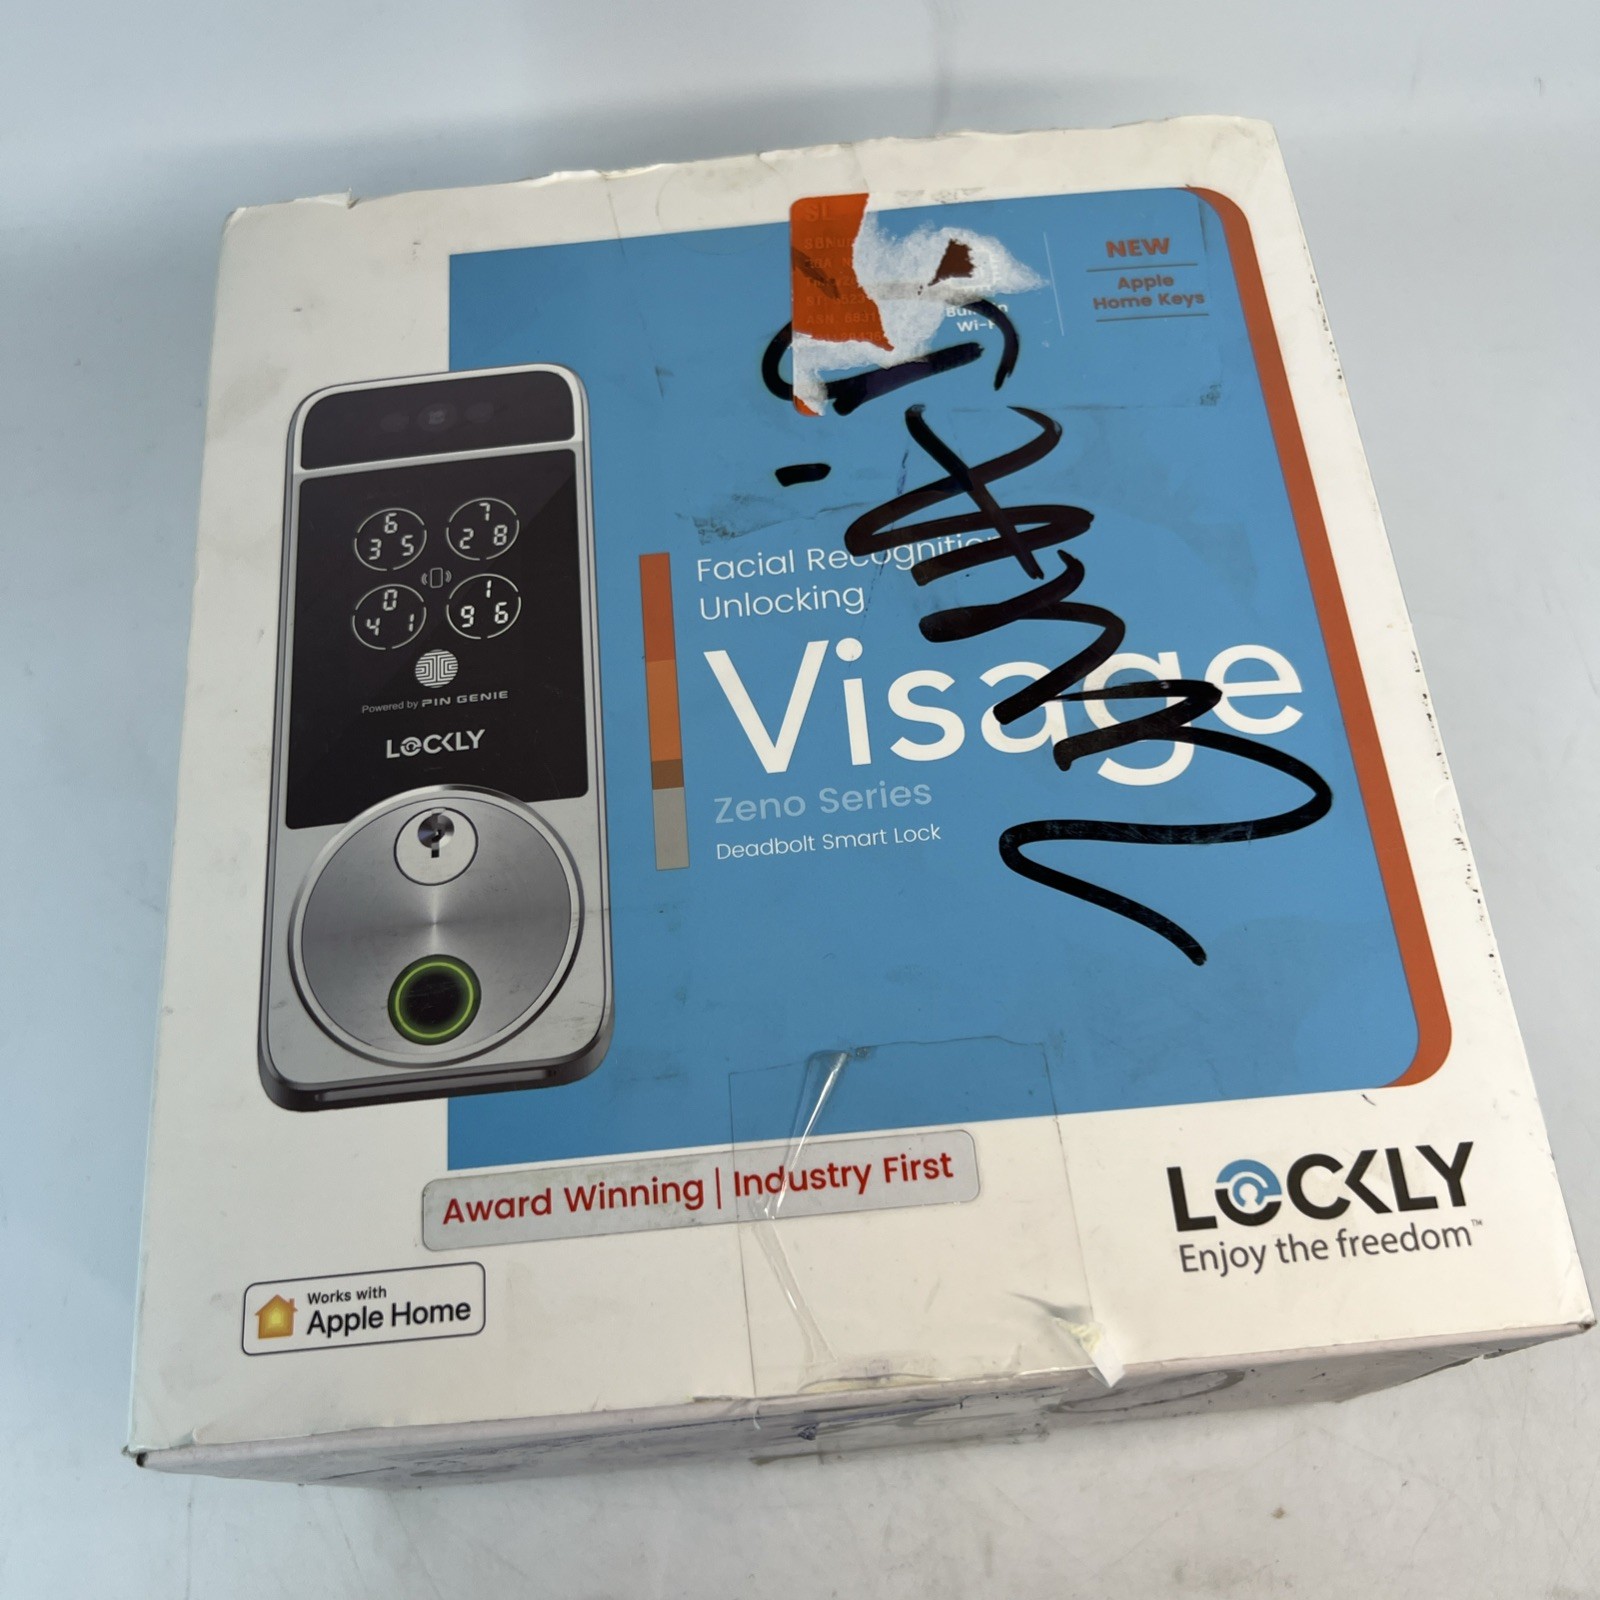 SL
NEW
Apple
Home Keys
Wi-F
Facial Recognition
Unlocking
Visage
Zeno Series
Deadbolt Smart Lock
6
3 5
7
2 8
0
4 1
1
9 6
Powered by PIN GENIE
LOCKLY
Award Winning | Industry First
Works with
Apple Home
LOCKLY
Enjoy the freedom™